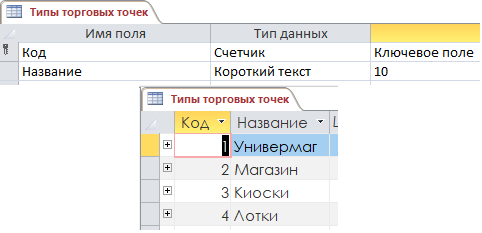 Типы торговых точек
Имя поля Тип данных
Код Счетчик Ключевое поле
Название Короткий текст 10
Типы торговых точек
Код Название
1 Универмаг
2 Магазин
3 Киоски
4 Лотки